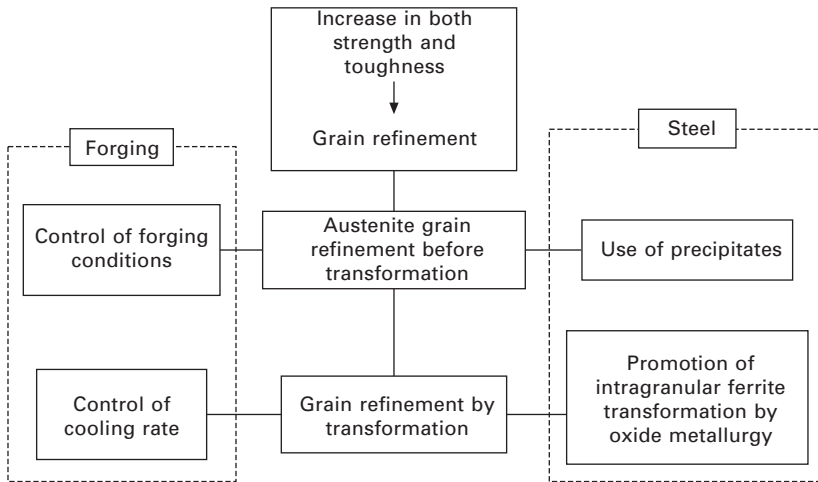 Increase in both
strength and
toughness
Grain refinement
Forging
Steel
Control of forging
conditions
Austenite grain
refinement before
transformation
Use of precipitates
Control of
cooling rate
Grain refinement by
transformation
Promotion of
intragranular ferrite
transformation by
oxide metallurgy